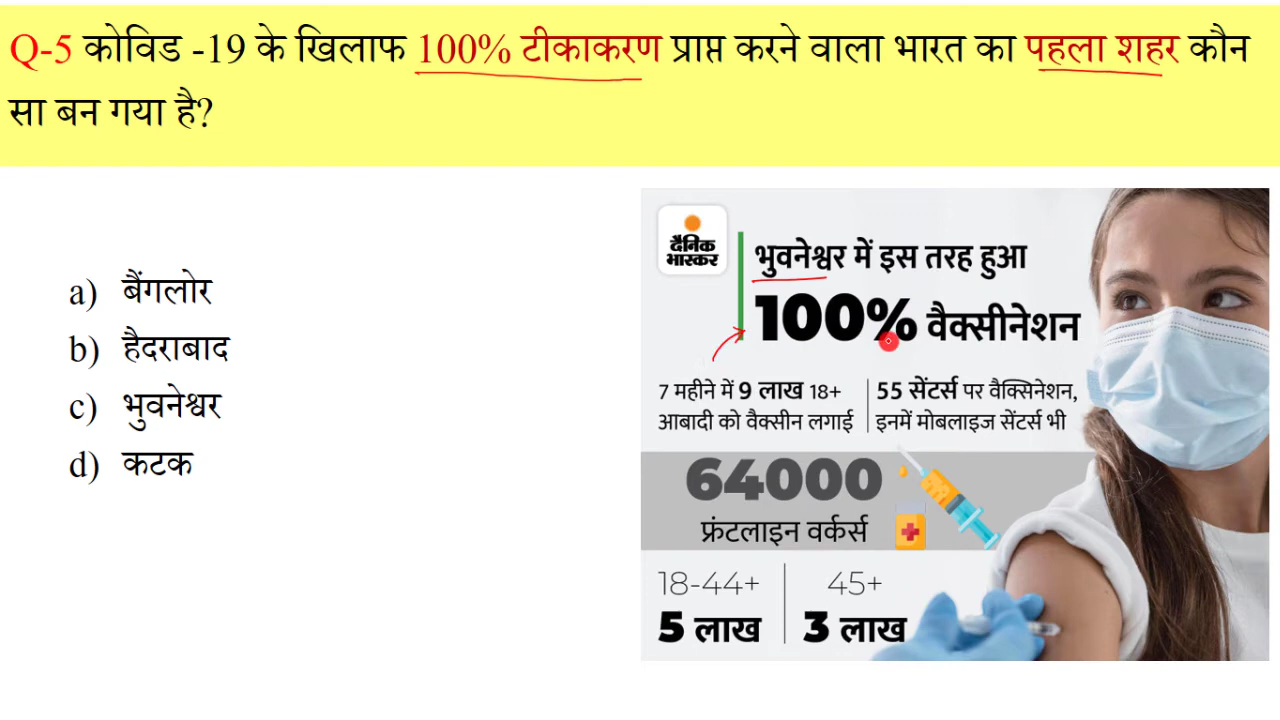 Q-5 कोविड -19 के खिलाफ 100% टीकाकरण प्राप्त करने वाला भारत का पहला शहर कौन
सा बन गया है?
a) बैंगलोर
b) हैदराबाद
c) भुवनेश्वर
d) कटक
दैनिक
भास्कर
भुवनेश्वर में इस तरह हुआ
100% वैक्सीनेशन
7 महीने में 9 लाख 18+
आबादी को वैक्सीन लगाई
55 सेंटर्स पर वैक्सिनेशन,
इनमें मोबलाइज सेंटर्स भी
64000
फ्रंटलाइन वर्कर्स
18-44+
5 लाख
45+
3 लाख